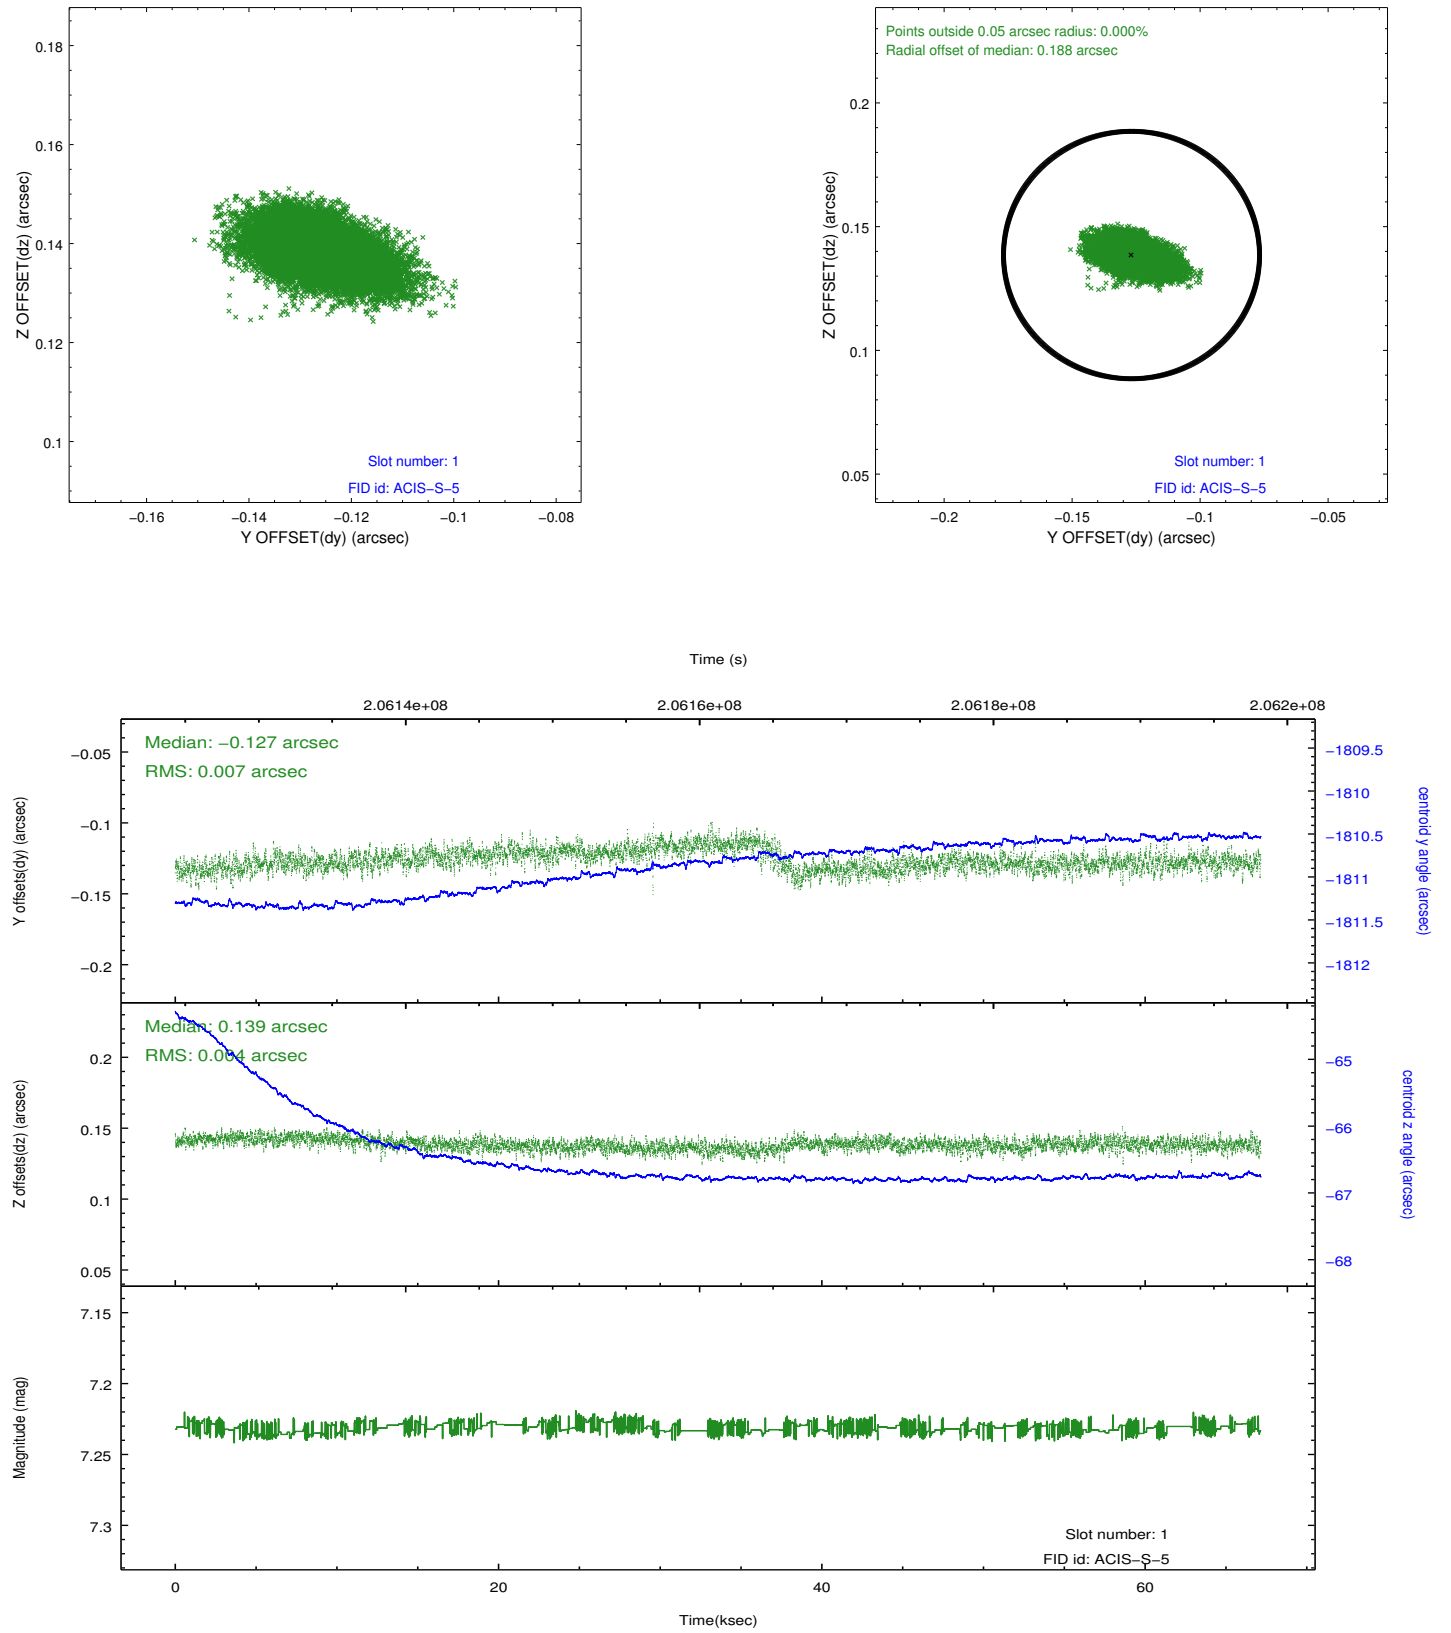 0.18
0.16
0.14
0.12
0.1
Z OFFSET(dz) (arcsec)
Slot number: 1
FID id: ACIS−S−5
−0.16 −0.14 −0.12 −0.1 −0.08
Y OFFSET(dy) (arcsec)
Points outside 0.05 arcsec radius: 0.000%
Radial offset of median: 0.188 arcsec
0.2
0.15
0.1
0.05
Z OFFSET(dz) (arcsec)
Slot number: 1
FID id: ACIS−S−5
−0.2 −0.15 −0.1 −0.05
Y OFFSET(dy) (arcsec)
Time (s)
2.0614e+08 2.0616e+08 2.0618e+08 2.062e+08
Median: −0.127 arcsec
RMS: 0.007 arcsec
−0.05
−0.1
−0.15
−0.2
Y offsets(dy) (arcsec)
−1809.5
−1810
−1810.5
−1811
−1811.5
−1812
centroid y angle (arcsec)
Median: 0.139 arcsec
RMS: 0.004 arcsec
0.2
0.15
0.1
0.05
Z offsets(dz) (arcsec)
−65
−66
−67
−68
centroid z angle (arcsec)
7.15
7.2
7.25
7.3
Magnitude (mag)
Slot number: 1
FID id: ACIS−S−5
0 20 40 60
Time(ksec)